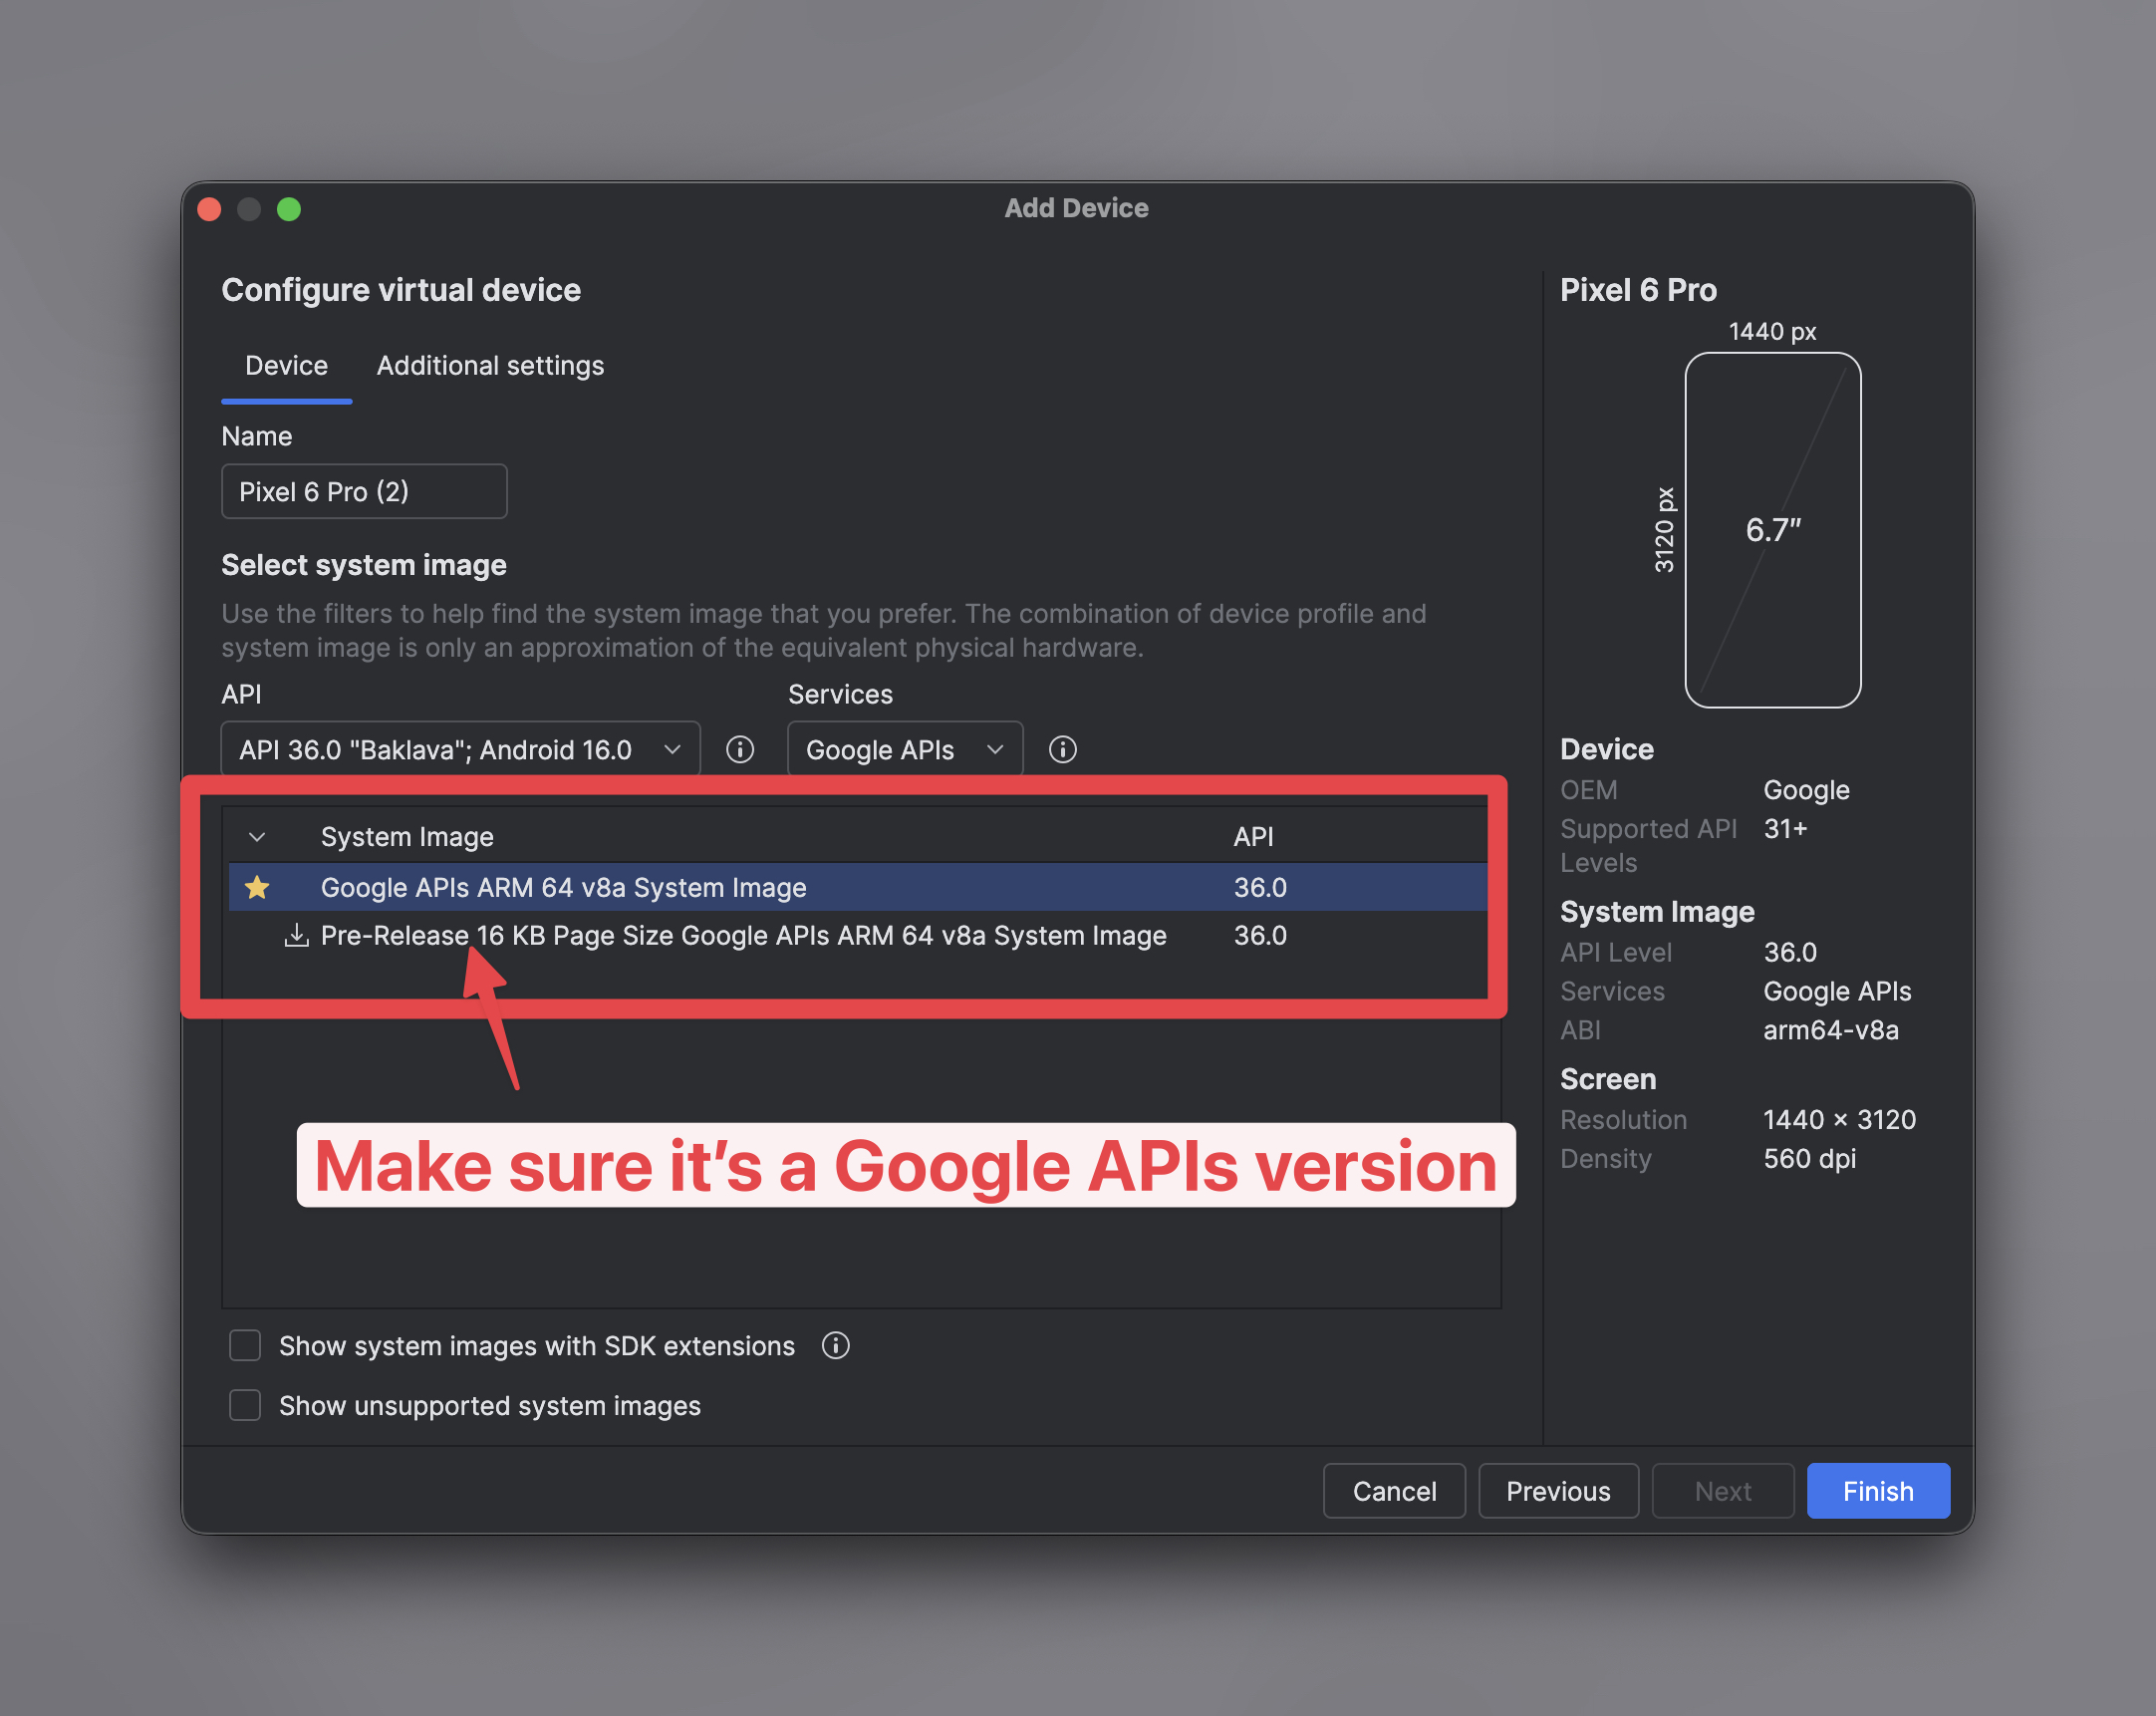 Add Device
Configure virtual device
Device
Additional settings
Name
Pixel 6 Pro (2)
Select system image
Use the filters to help find the system image that you prefer. The combination of device profile and
system image is only an approximation of the equivalent physical hardware.
API
Services
API 36.0 "Baklava"; Android 16.0
Google APIs
System Image
API
Google APIs ARM 64 v8a System Image
36.0
Pre-Release 16 KB Page Size Google APIs ARM 64 v8a System Image
36.0
Make sure it’s a Google APIs version
Show system images with SDK extensions
Show unsupported system images
Pixel 6 Pro
1440 px
3120 px
6.7″
Device
OEM
Google
Supported API
Levels
31+
System Image
API Level
36.0
Services
Google APIs
ABI
arm64-v8a
Screen
Resolution
1440 × 3120
Density
560 dpi
Cancel
Previous
Next
Finish